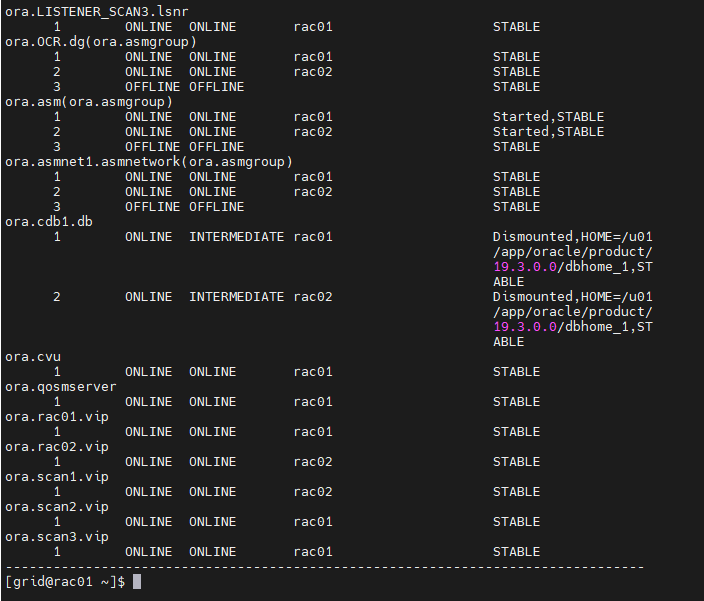 ora.LISTENER_SCAN3.lsnr
      1        ONLINE  ONLINE       rac01                    STABLE
ora.OCR.dg(ora.asmgroup)
      1        ONLINE  ONLINE       rac01                    STABLE
      2        ONLINE  ONLINE       rac02                    STABLE
      3        OFFLINE OFFLINE                               STABLE
ora.asm(ora.asmgroup)
      1        ONLINE  ONLINE       rac01                    Started,STABLE
      2        ONLINE  ONLINE       rac02                    Started,STABLE
      3        OFFLINE OFFLINE                               STABLE
ora.asmnet1.asmnetwork(ora.asmgroup)
      1        ONLINE  ONLINE       rac01                    STABLE
      2        ONLINE  ONLINE       rac02                    STABLE
      3        OFFLINE OFFLINE                               STABLE
ora.cdb1.db
      1        ONLINE  INTERMEDIATE rac01                    Dismounted,HOME=/u01
                                                             /app/oracle/product/
                                                             19.3.0.0/dbhome_1,ST
                                                             ABLE
      2        ONLINE  INTERMEDIATE rac02                    Dismounted,HOME=/u01
                                                             /app/oracle/product/
                                                             19.3.0.0/dbhome_1,ST
                                                             ABLE
ora.cvu
      1        ONLINE  ONLINE       rac01                    STABLE
ora.qosmserver
      1        ONLINE  ONLINE       rac01                    STABLE
ora.rac01.vip
      1        ONLINE  ONLINE       rac01                    STABLE
ora.rac02.vip
      1        ONLINE  ONLINE       rac02                    STABLE
ora.scan1.vip
      1        ONLINE  ONLINE       rac02                    STABLE
ora.scan2.vip
      1        ONLINE  ONLINE       rac01                    STABLE
ora.scan3.vip
      1        ONLINE  ONLINE       rac01                    STABLE
--------------------------------------------------------------------------------
[grid@rac01 ~]$